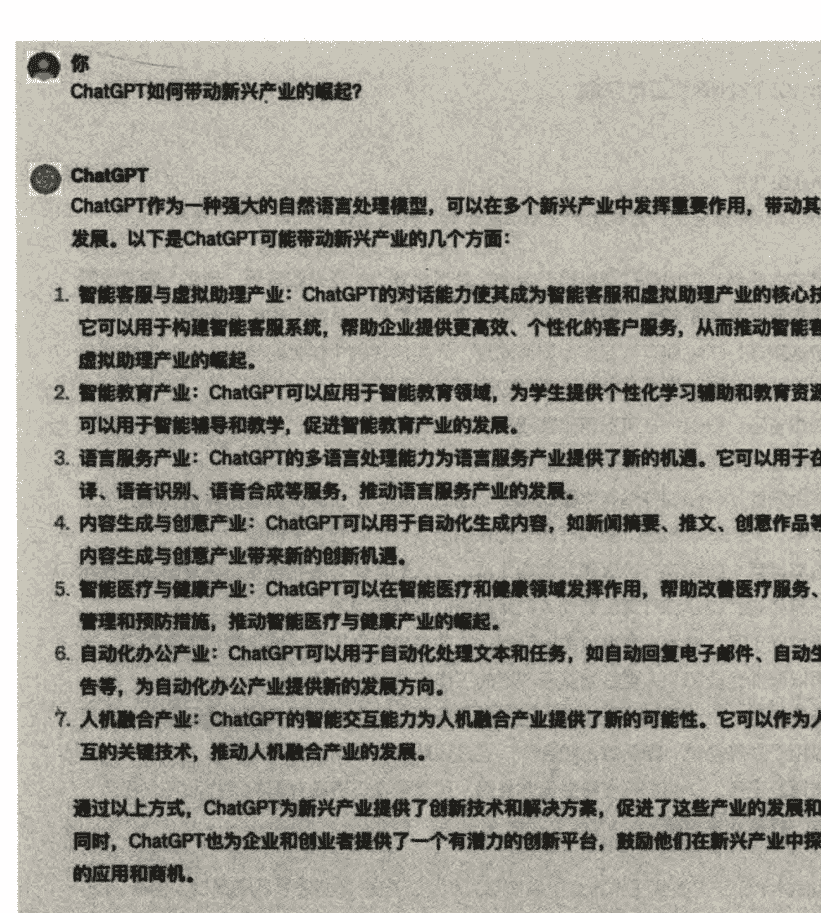 你
ChatGPT如何带动新兴产业的崛起?
ChatGPT
ChatGPT作为一种强大的自然语言处理模型，可以在多个新兴产业中发挥重要作用，带动其
发展。以下是ChatGPT可能带动新兴产业的几个方面：
1. 智能客服与虚拟助理产业：ChatGPT的对话能力使其成为智能客服和虚拟助理产业的核心技
它可以用于构建智能客服系统，帮助企业提供更高效、个性化的客户服务，从而推动智能客
虚拟助理产业的崛起。
2. 智能教育产业：ChatGPT可以应用于智能教育领域，为学生提供个性化学习辅助和教育资源
可以用于智能辅导和教学，促进智能教育产业的发展。
3. 语言服务产业：ChatGPT的多语言处理能力为语言服务产业提供了新的机遇。它可以用于在
译、语音识别、语音合成等服务，推动语言服务产业的发展。
4. 内容生成与创意产业：ChatGPT可以用于自动化生成内容，如新闻摘要、推文、创意作品等
内容生成与创意产业带来新的创新机遇。
5. 智能医疗与健康产业：ChatGPT可以在智能医疗和健康领域发挥作用，帮助改善医疗服务、
管理和预防措施，推动智能医疗与健康产业的崛起。
6. 自动化办公产业：ChatGPT可以用于自动化处理文本和任务，如自动回复电子邮件、自动生
告等，为自动化办公产业提供新的发展方向。
7. 人机融合产业：ChatGPT的智能交互能力为人机融合产业提供了新的可能性。它可以作为人
互的关键技术，推动人机融合产业的发展。
通过以上方式，ChatGPT为新兴产业提供了创新技术和解决方案，促进了这些产业的发展和
同时，ChatGPT也为企业和创业者提供了一个有潜力的创新平台，鼓励他们在新兴产业中探
的应用和商机。